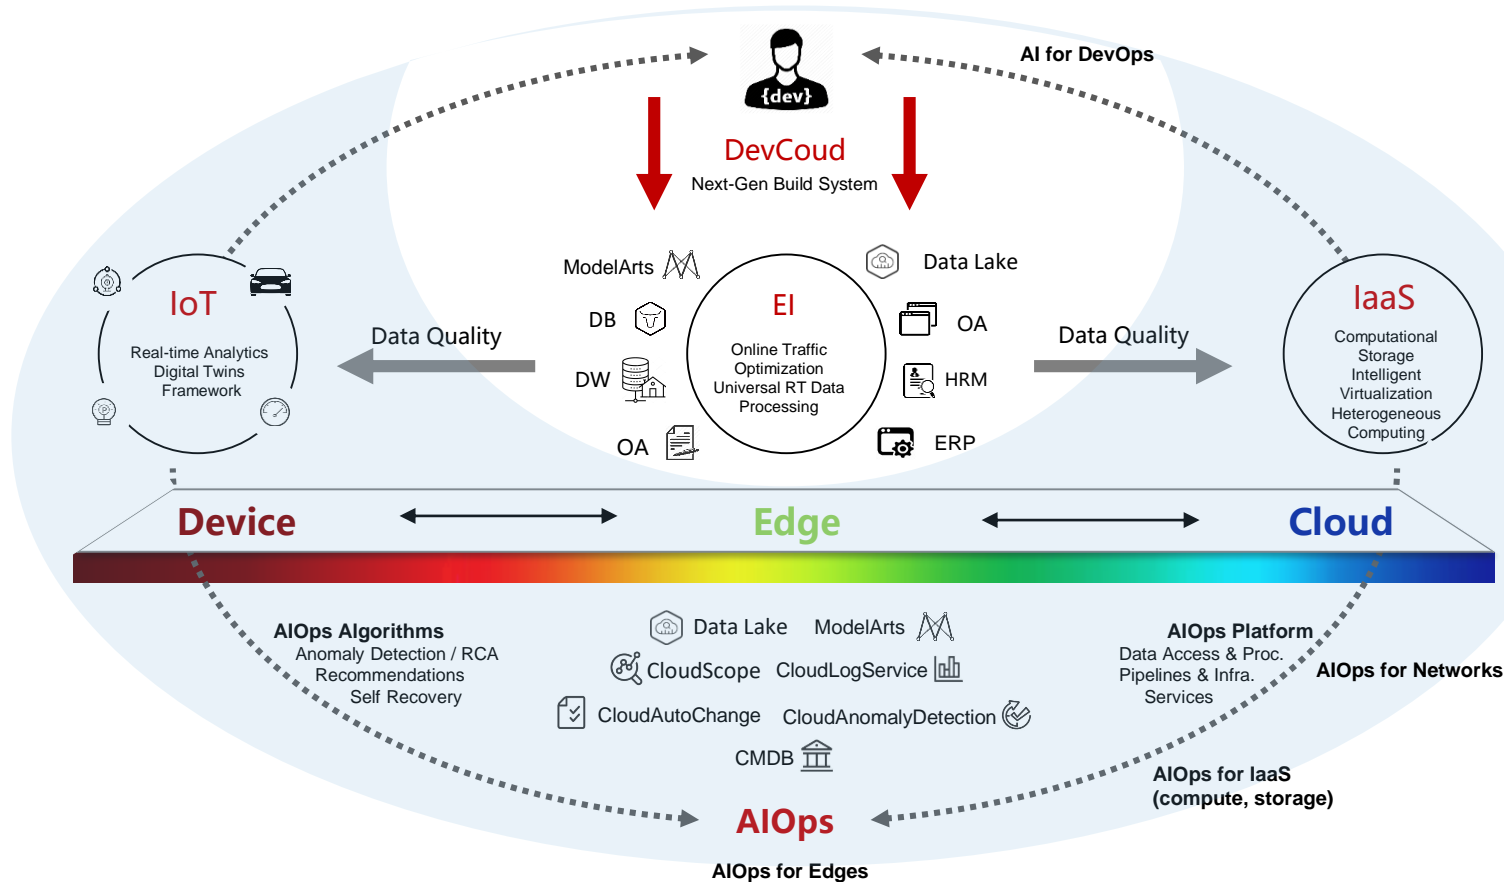 AI for DevOps
{dev}
DevCoud
Next-Gen Build System
ModelArts
Data Lake
DB
OA
DW
HRM
OA
ERP
EI
Online Traffic
Optimization
Universal RT Data
Processing
IoT
Real-time Analytics
Digital Twins
Framework
Data Quality
Data Quality
IaaS
Computational
Storage
Intelligent
Virtualization
Heterogeneous
Computing
Device
Edge
Cloud
AIOps Algorithms
Anomaly Detection / RCA
Recommendations
Self Recovery
Data Lake
ModelArts
CloudScope
CloudLogService
CloudAutoChange
CloudAnomalyDetection
CMDB
AIOps Platform
Data Access & Proc.
Pipelines & Infra.
Services
AIOps for Networks
AIOps for IaaS
(compute, storage)
AIOps
AIOps for Edges